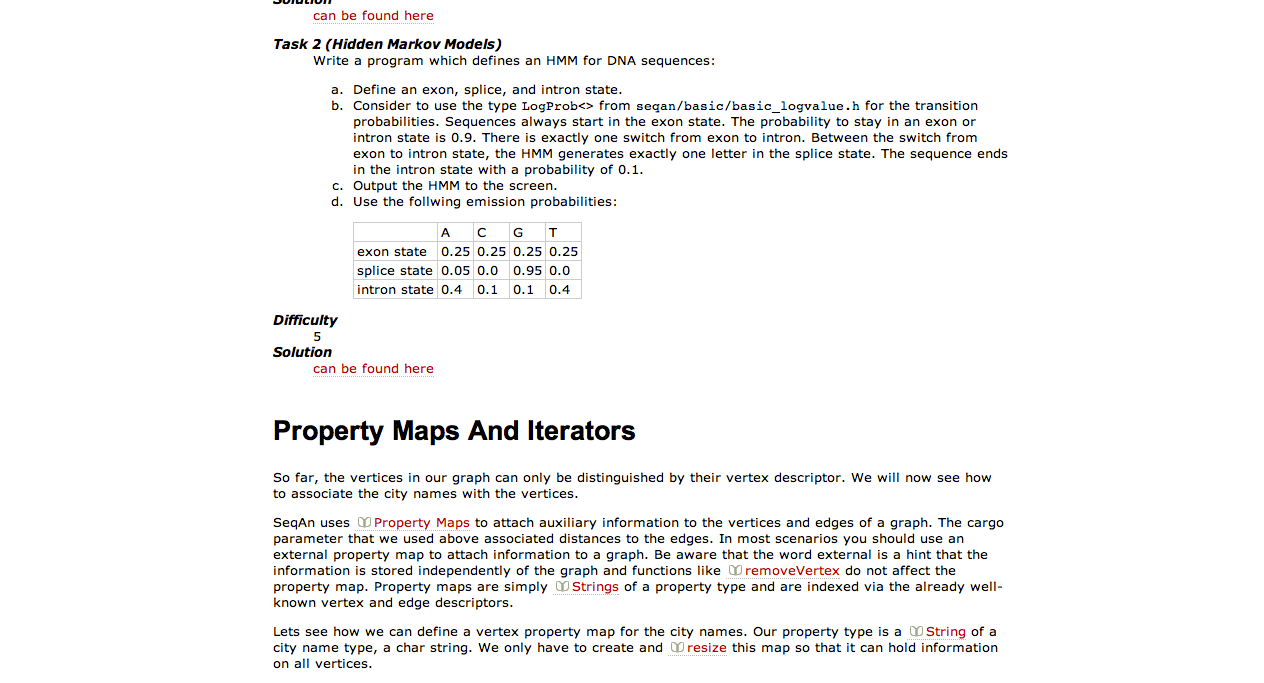 Solution
can be found here
Task 2 (Hidden Markov Models)
Write a program which defines an HMM for DNA sequences:
a. Define an exon, splice, and intron state.
b. Consider to use the type LogProb<> from seqan/basic/basic_logvalue.h for the transition
probabilities. Sequences always start in the exon state. The probability to stay in an exon or
intron state is 0.9. There is exactly one switch from exon to intron. Between the switch from
exon to intron state, the HMM generates exactly one letter in the splice state. The sequence ends
in the intron state with a probability of 0.1.
c. Output the HMM to the screen.
d. Use the follwing emission probabilities:
A C G T
exon state 0.25 0.25 0.25 0.25
splice state 0.05 0.0 0.95 0.0
intron state 0.4 0.1 0.1 0.4
Difficulty
5
Solution
can be found here
Property Maps And Iterators
So far, the vertices in our graph can only be distinguished by their vertex descriptor. We will now see how
to associate the city names with the vertices.
SeqAn uses Property Maps to attach auxiliary information to the vertices and edges of a graph. The cargo
parameter that we used above associated distances to the edges. In most scenarios you should use an
external property map to attach information to a graph. Be aware that the word external is a hint that the
information is stored independently of the graph and functions like removeVertex do not affect the
property map. Property maps are simply Strings of a property type and are indexed via the already well-
known vertex and edge descriptors.
Lets see how we can define a vertex property map for the city names. Our property type is a String of a
city name type, a char string. We only have to create and resize this map so that it can hold information
on all vertices.